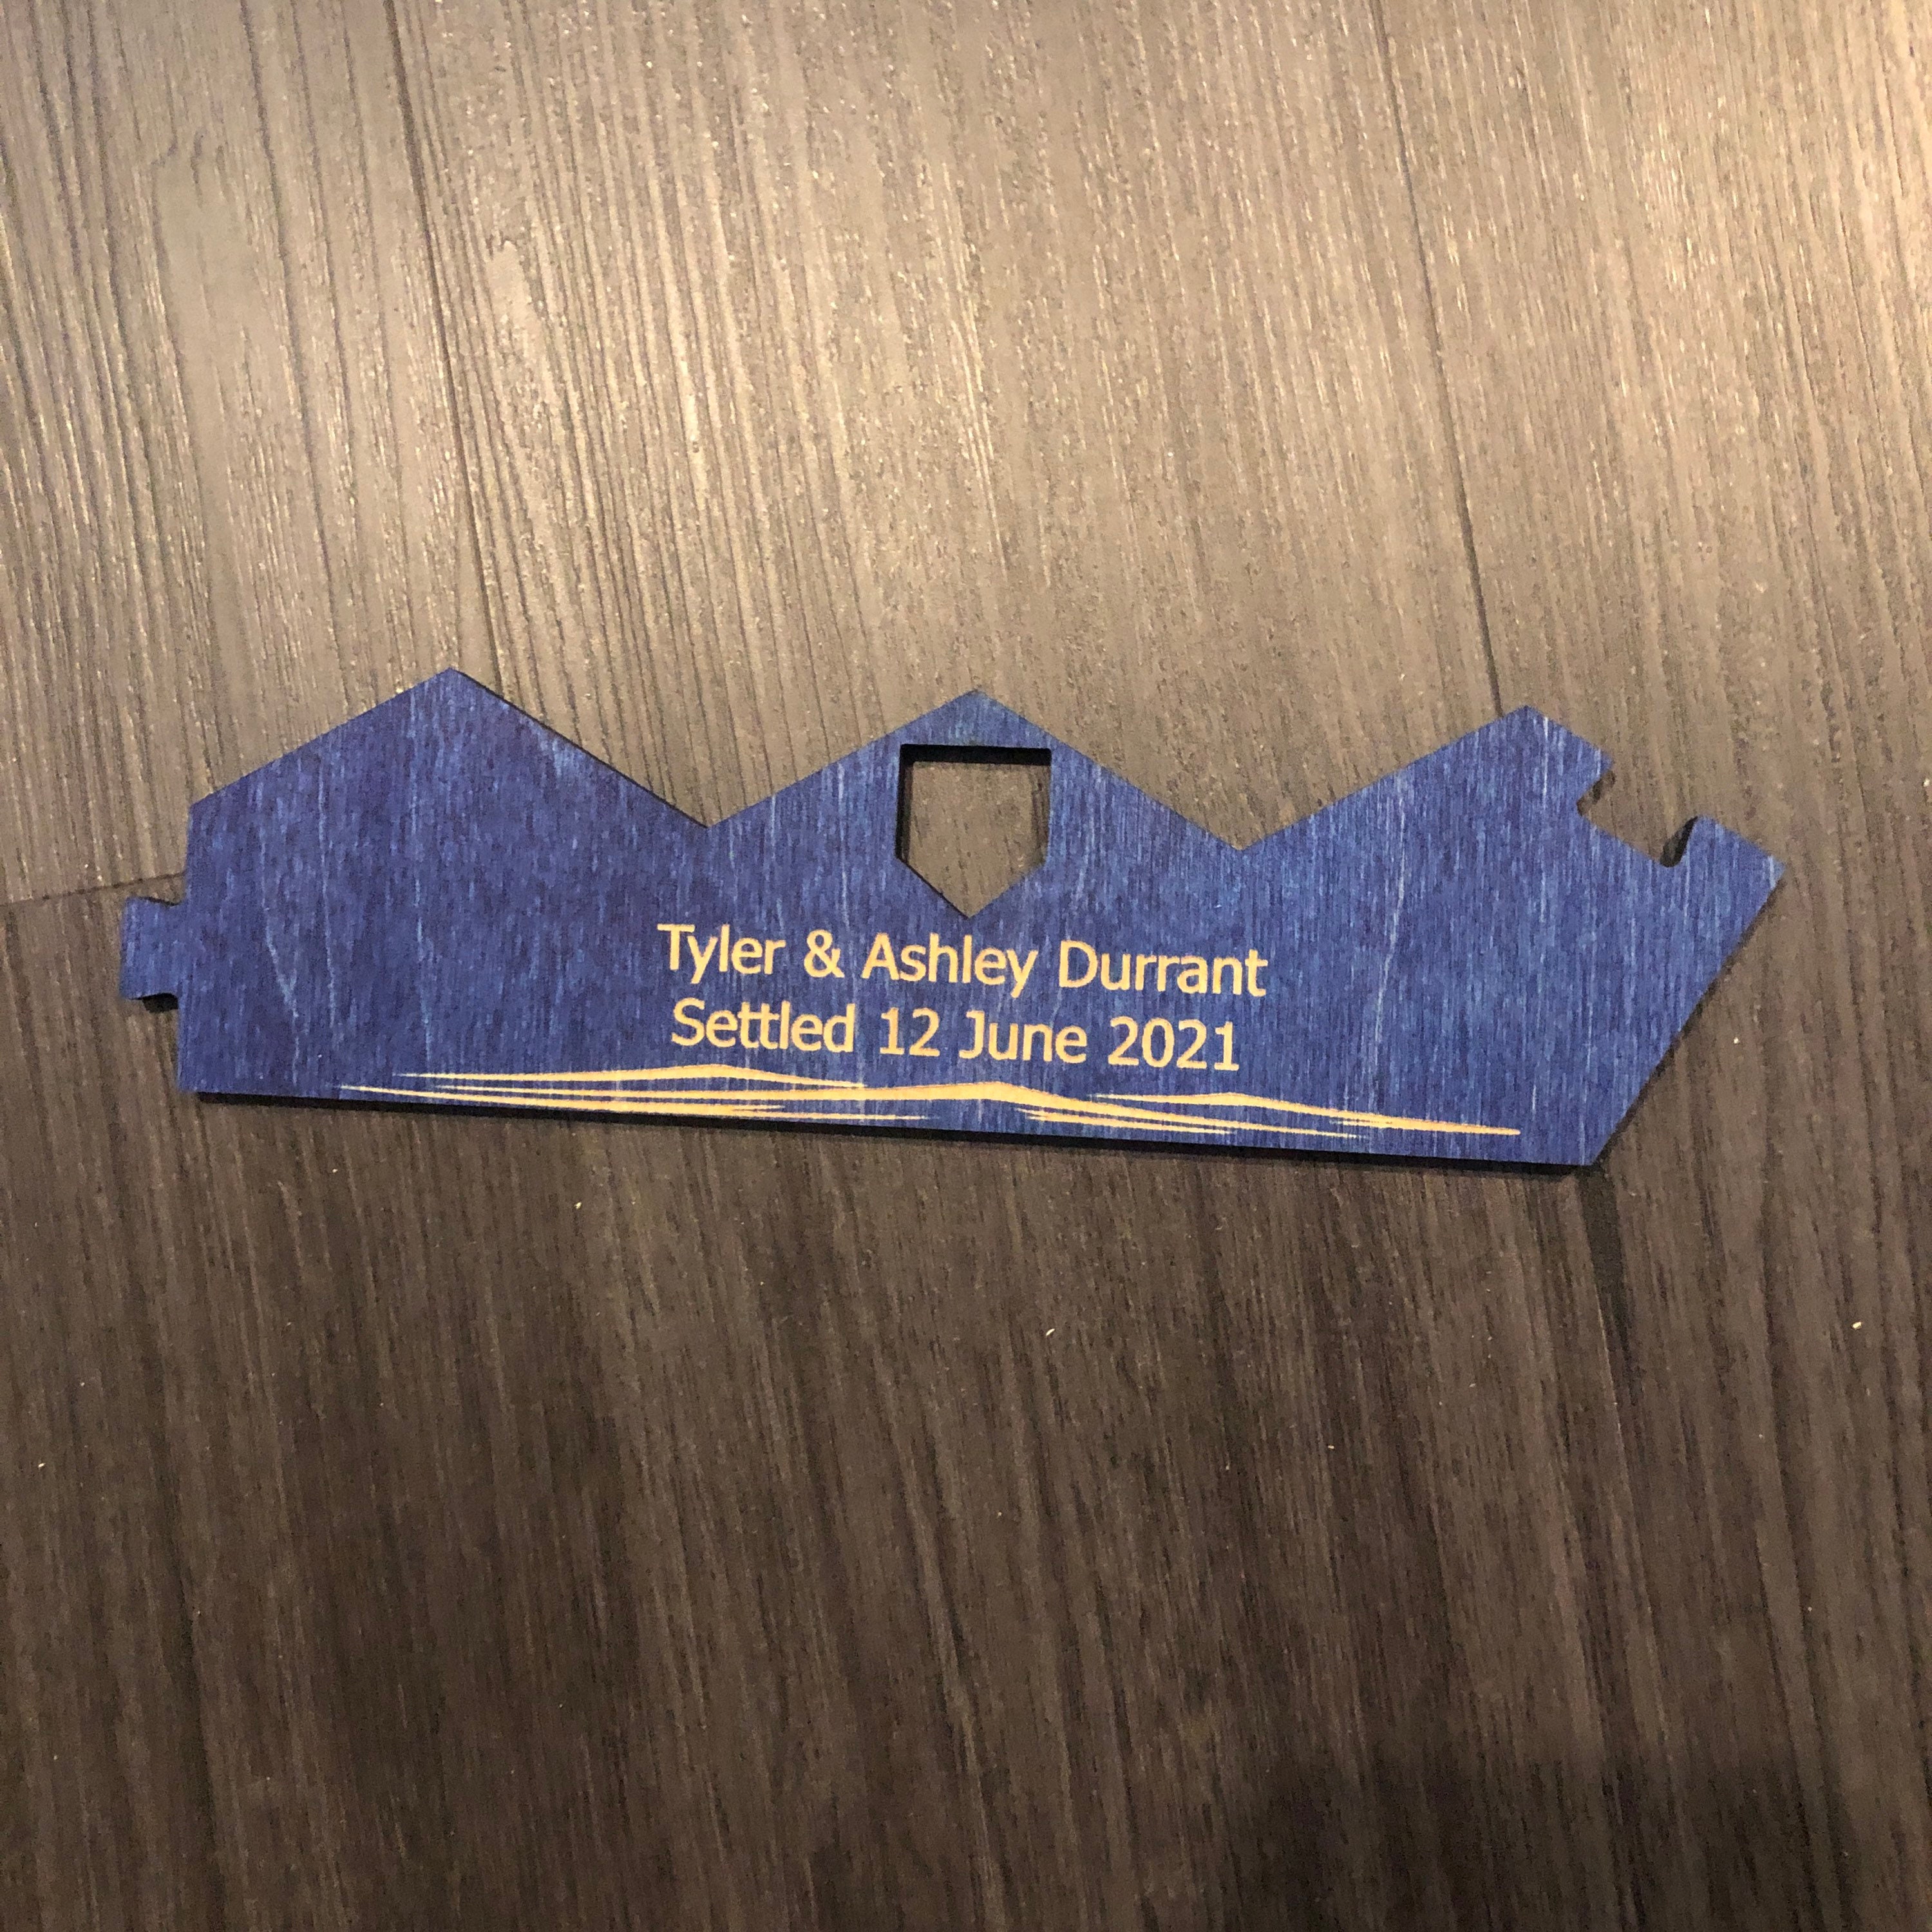 Tyler & Ashley Durrant
Settled 12 June 2021